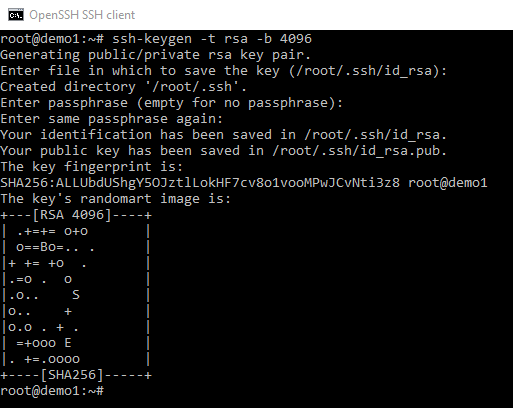 OpenSSH SSH client
root@demo1:~# ssh-keygen -t rsa -b 4096
Generating public/private rsa key pair.
Enter file in which to save the key (/root/.ssh/id_rsa):
Created directory '/root/.ssh'.
Enter passphrase (empty for no passphrase):
Enter same passphrase again:
Your identification has been saved in /root/.ssh/id_rsa.
Your public key has been saved in /root/.ssh/id_rsa.pub.
The key fingerprint is:
SHA256:ALLUbdUShgY5OJztlLokHF7cv8o1vooMPwJCvNti3z8 root@demo1
The key's randomart image is:
+---[RSA 4096]----+
| .+=+= o+o       |
| o==Bo=.. .      |
|+ += +o  .       |
|.=o .  o         |
|.o..    S        |
|o..    +         |
|o.o . + .        |
| =+ooo E         |
|. +=.oooo        |
+----[SHA256]-----+
root@demo1:~#